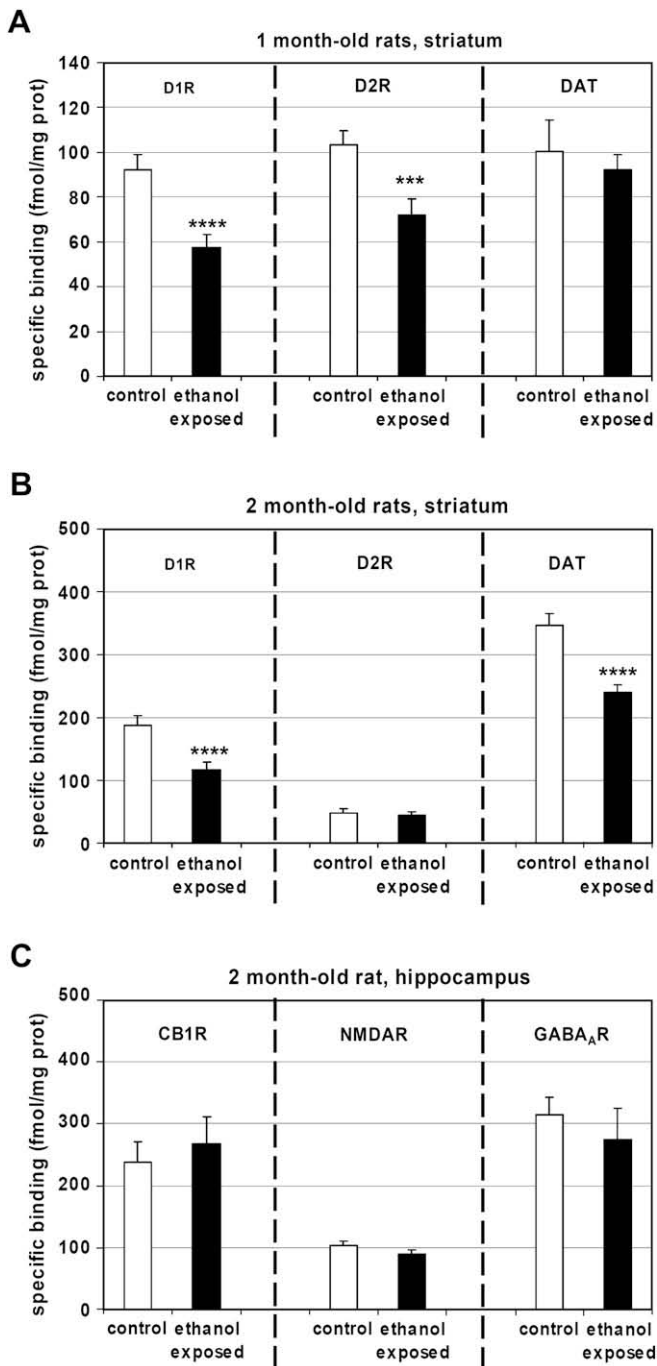 A
1 month-old rats, striatum
specific binding (fmol/mg prot)
140
120
100
80
60
40
20
0
D1R
D2R
DAT
****
***
control ethanol exposed
control ethanol exposed
control ethanol exposed
B
2 month-old rats, striatum
specific binding (fmol/mg prot)
500
400
300
200
100
0
D1R
D2R
DAT
****
****
control ethanol exposed
control ethanol exposed
control ethanol exposed
C
2 month-old rat, hippocampus
specific binding (fmol/mg prot)
500
400
300
200
100
0
CB1R
NMDAR
GABA_AR
control ethanol exposed
control ethanol exposed
control ethanol exposed